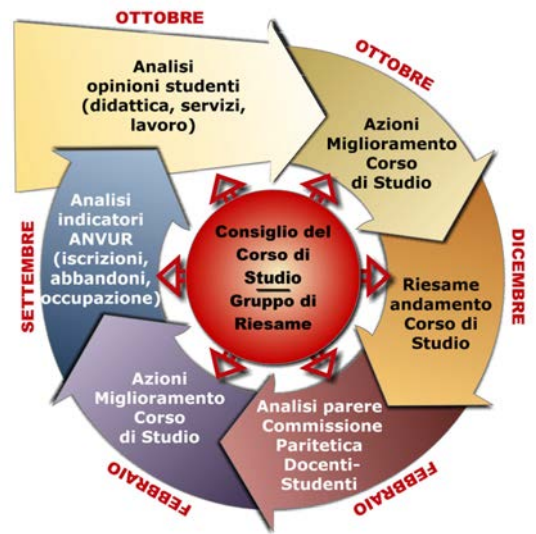 OTTOBRE
Analisi
opinioni studenti
(didattica, servizi,
lavoro)
OTTOBRE
Azioni
Miglioramento
Corso
di Studio
DICEMBRE
Riesame
andamento
Corso di
Studio
FEBBRAIO
Analisi parere
Commissione
Paritetica
Docenti-
Studenti
FEBBRAIO
Azioni
Miglioramento
Corso
di Studio
SETTEMBRE
Analisi
indicatori
ANVUR
(iscrizioni,
abbandoni,
occupazione)
Consiglio del
Corso di
Studio
Gruppo di
Riesame